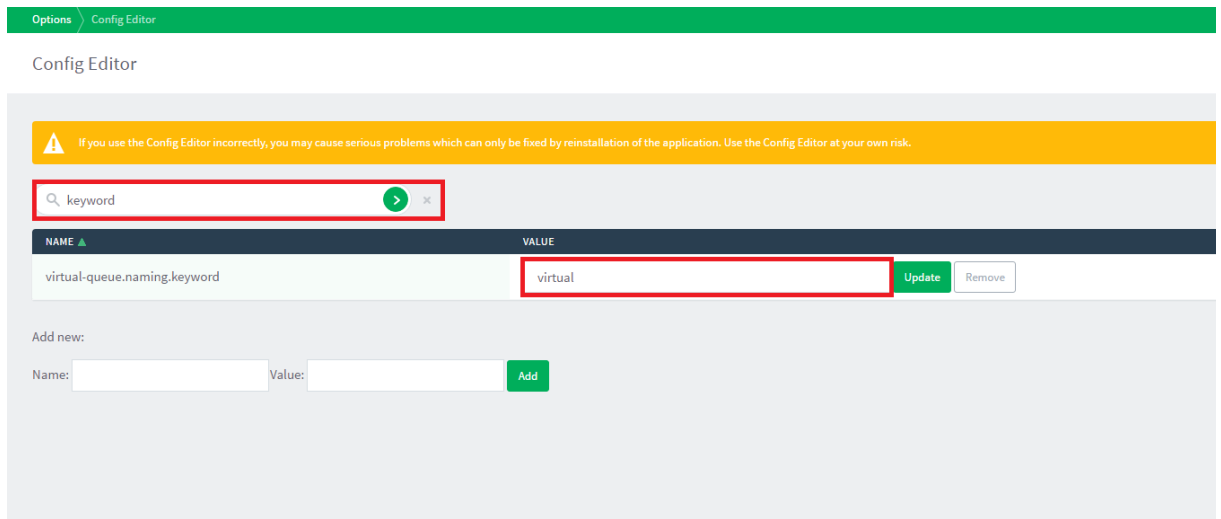 Options Config Editor
Config Editor
If you use the Config Editor incorrectly, you may cause serious problems which can only be fixed by reinstallation of the application. Use the Config Editor at your own risk.
keyword
NAME VALUE
virtual-queue.naming.keyword virtual Update Remove
Add new:
Name: Value: Add